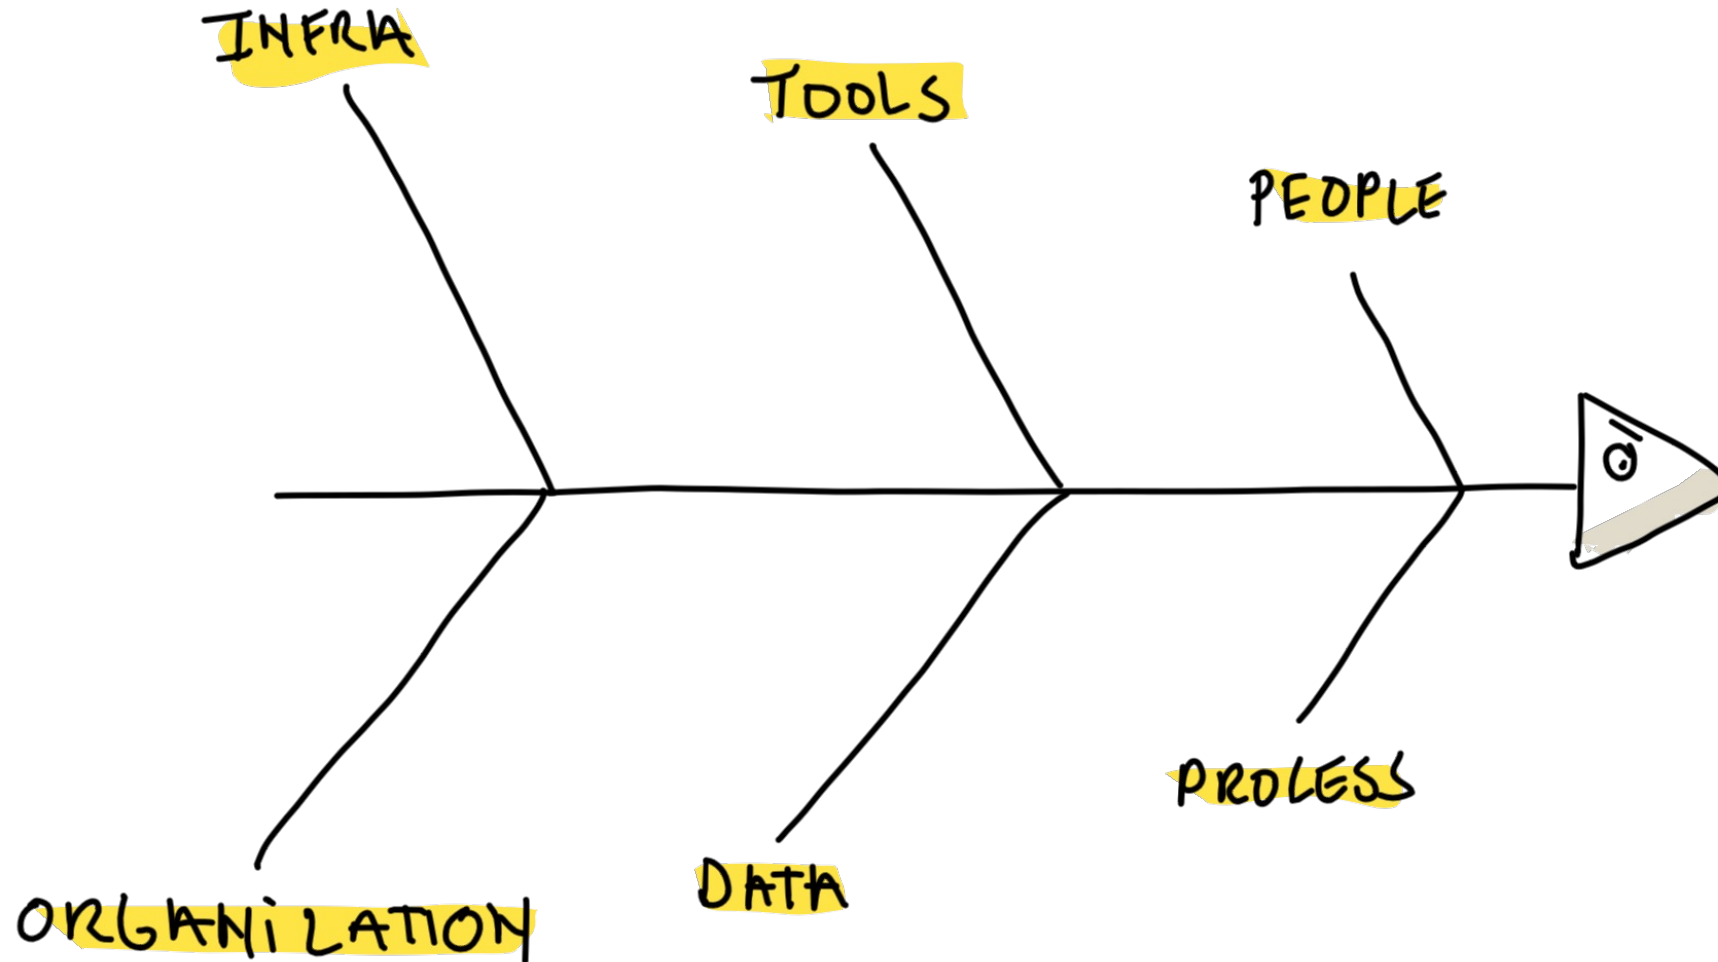 INFRA
TOOLS
PEOPLE
PROCESS
DATA
ORGANIZATION